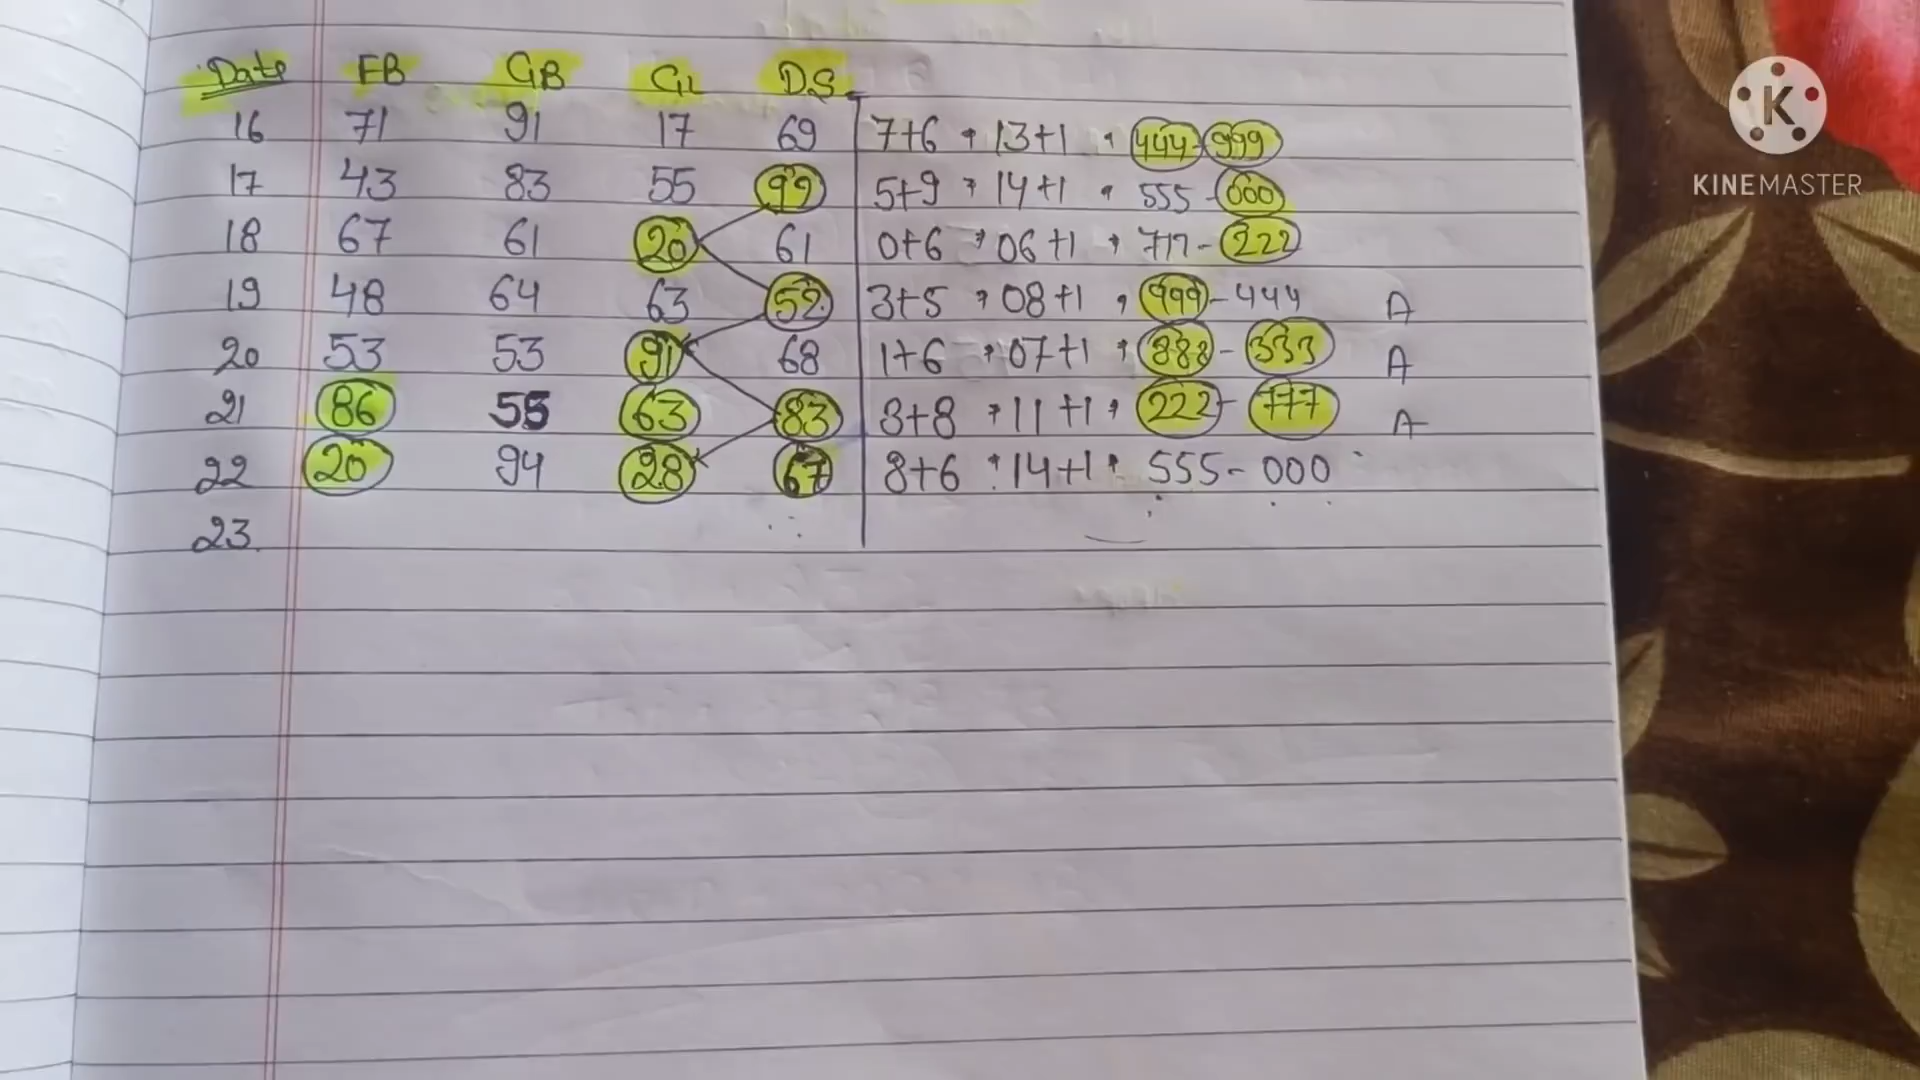 Date FB GB GL D.S.
16 71 91 17 69 7+6 13+1 444-999
17 43 83 55 99 5+9 14+1 555-000
18 67 61 20 61 0+6 06+1 777-222
19 48 64 63 52 3+5 08+1 999-444 A
20 53 53 91 68 1+6 07+1 888-333 A
21 86 55 63 83 3+8 11+1 222-777 A
22 20 94 28 67 8+6 14+1 555-000
23
K
KINEMASTER